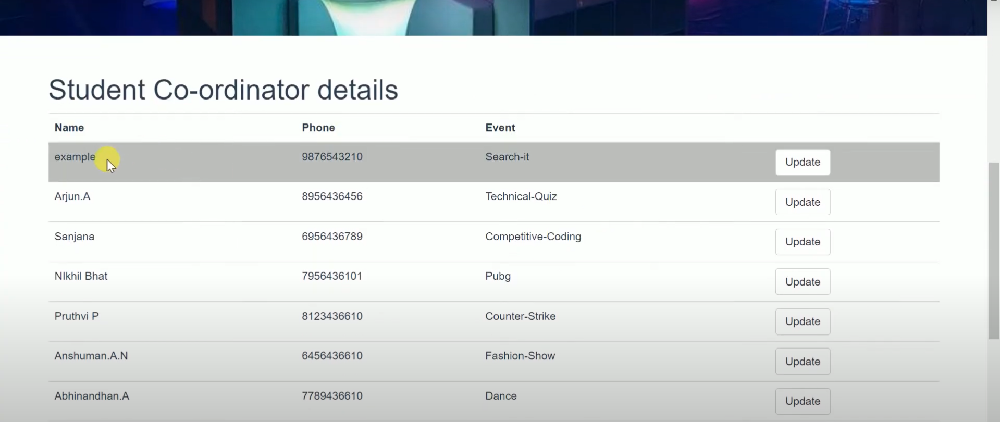 Student Co-ordinator details
Name Phone Event
example 9876543210 Search-it Update
Arjun.A 8956436456 Technical-Quiz Update
Sanjana 6956436789 Competitive-Coding Update
NIkhil Bhat 7956436101 Pubg Update
Pruthvi P 8123436610 Counter-Strike Update
Anshuman.A.N 6456436610 Fashion-Show Update
Abhinandhan.A 7789436610 Dance Update